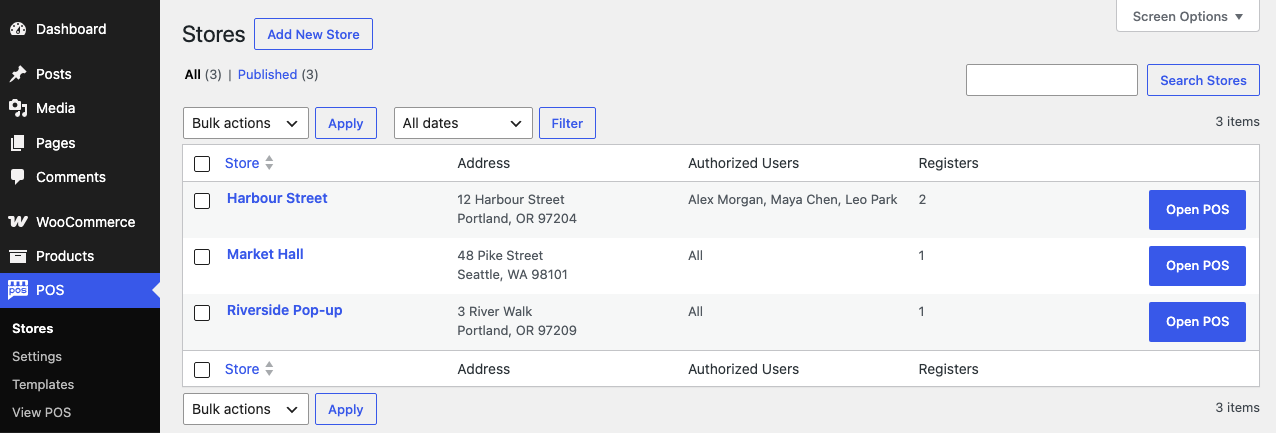 Dashboard
Posts
Media
Pages
Comments
WooCommerce
Products
pos
POS
Stores
Settings
Templates
View POS
Screen Options
Stores
Add New Store
All (3) | Published (3)
Search Stores
Bulk actions
Apply
All dates
Filter
3 items
Store Address Authorized Users Registers
Harbour Street 12 Harbour Street Alex Morgan, Maya Chen, Leo Park 2 Open POS
Portland, OR 97204
Market Hall 48 Pike Street All 1 Open POS
Seattle, WA 98101
Riverside Pop-up 3 River Walk All 1 Open POS
Portland, OR 97209
Store Address Authorized Users Registers
Bulk actions
Apply
3 items